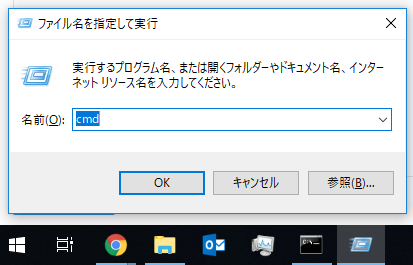 ファイル名を指定して実行
実行するプログラム名、または開くフォルダーやドキュメント名、インター
ネット リソース名を入力してください。
名前(O):
cmd
OK
キャンセル
参照(B)...